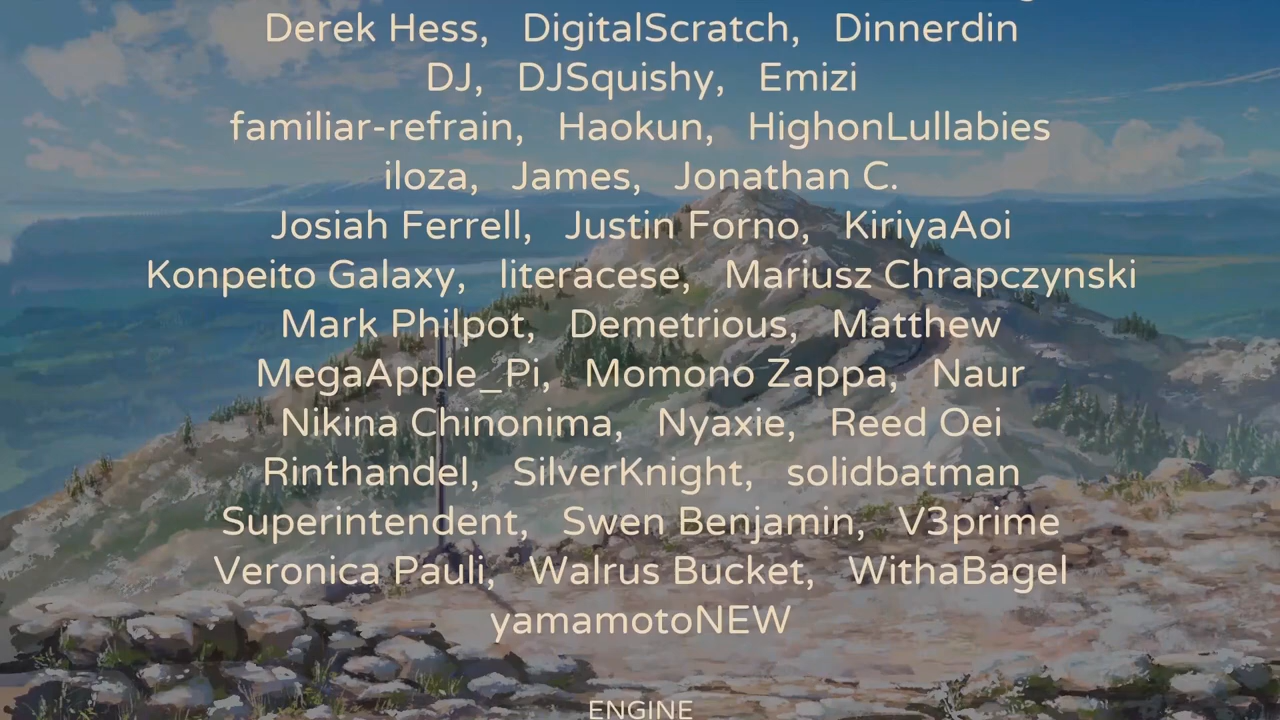 Derek Hess, DigitalScratch, Dinnerdin
DJ, DJSquishy, Emizi
familiar-refrain, Haokun, HighonLullabies
iloza, James, Jonathan C.
Josiah Ferrell, Justin Forno, KiriyaAoi
Konpeito Galaxy, literacese, Mariusz Chrapczynski
Mark Philpot, Demetrious, Matthew
MegaApple_Pi, Momono Zappa, Naur
Nikina Chinonima, Nyaxie, Reed Oei
Rinthandel, SilverKnight, solidbatman
Superintendent, Swen Benjamin, V3prime
Veronica Pauli, Walrus Bucket, WithaBagel
yamamotoNEW
ENGINE